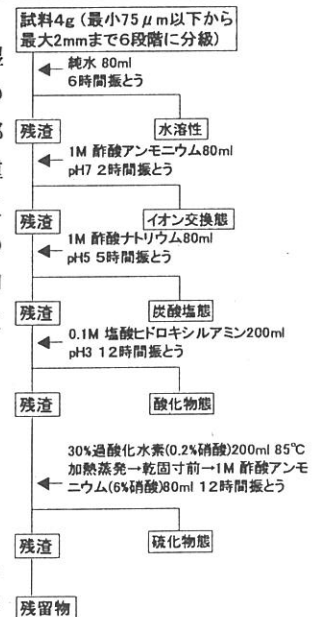 試料4g (最小75μm以下から
最大2mmまで6段階に分級)
純水 80ml
6時間振とう
残渣
水溶性
1M 酢酸アンモニウム80ml
pH7 2時間振とう
残渣
イオン交換態
1M 酢酸ナトリウム80ml
pH5 5時間振とう
残渣
炭酸塩態
0.1M 塩酸ヒドロキシルアミン200ml
pH3 12時間振とう
残渣
酸化物態
30%過酸化水素(0.2%硝酸)200ml 85℃
加熱蒸発→乾固寸前→1M 酢酸アンモ
ニウム(6%硝酸)80ml 12時間振とう
残渣
硫化物態
残留物